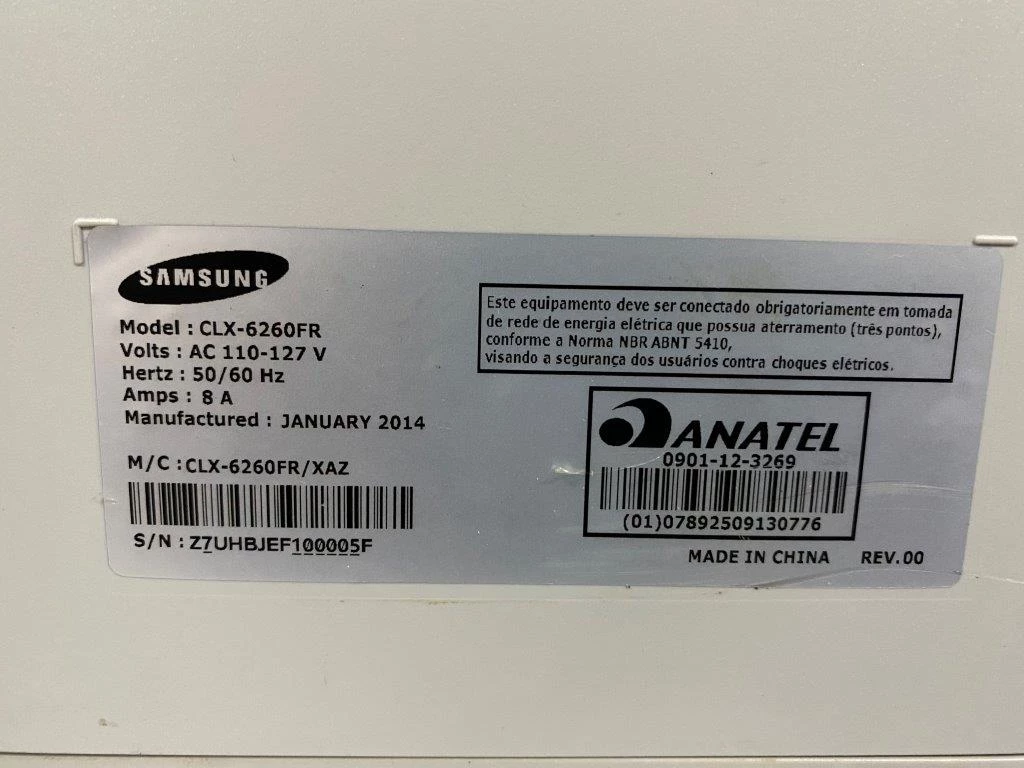 SAMSUNG
Model : CLX-6260FR
Volts : AC 110-127 V
Hertz : 50/60 Hz
Amps : 8 A
Manufactured : JANUARY 2014
M/C : CLX-6260FR/XAZ
S/N : Z7UHBJEF100005F
Este equipamento deve ser conectado obrigatoriamente em tomada
de rede de energia elétrica que possua aterramento (três pontos),
conforme a Norma NBR ABNT 5410,
visando a segurança dos usuários contra choques elétricos.
ANATEL
0901-12-3269
(01)07892509130776
MADE IN CHINA REV.00